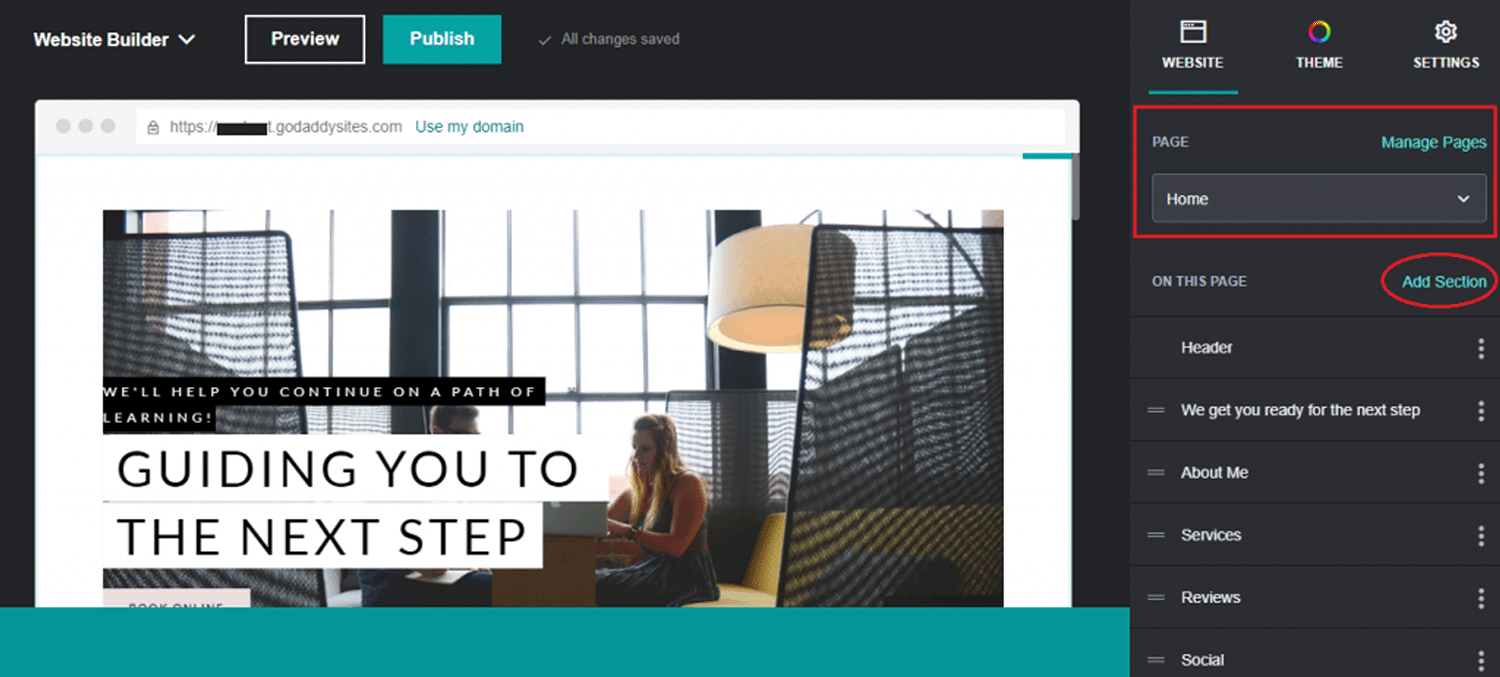 Website Builder
Preview
Publish
All changes saved
WEBSITE
THEME
SETTINGS
https:// t.godaddysites.com Use my domain
PAGE
Manage Pages
Home
ON THIS PAGE
Add Section
Header
We get you ready for the next step
About Me
Services
Reviews
Social
WE'LL HELP YOU CONTINUE ON A PATH OF
LEARNING!
GUIDING YOU TO
THE NEXT STEP
BOOK ONLINE